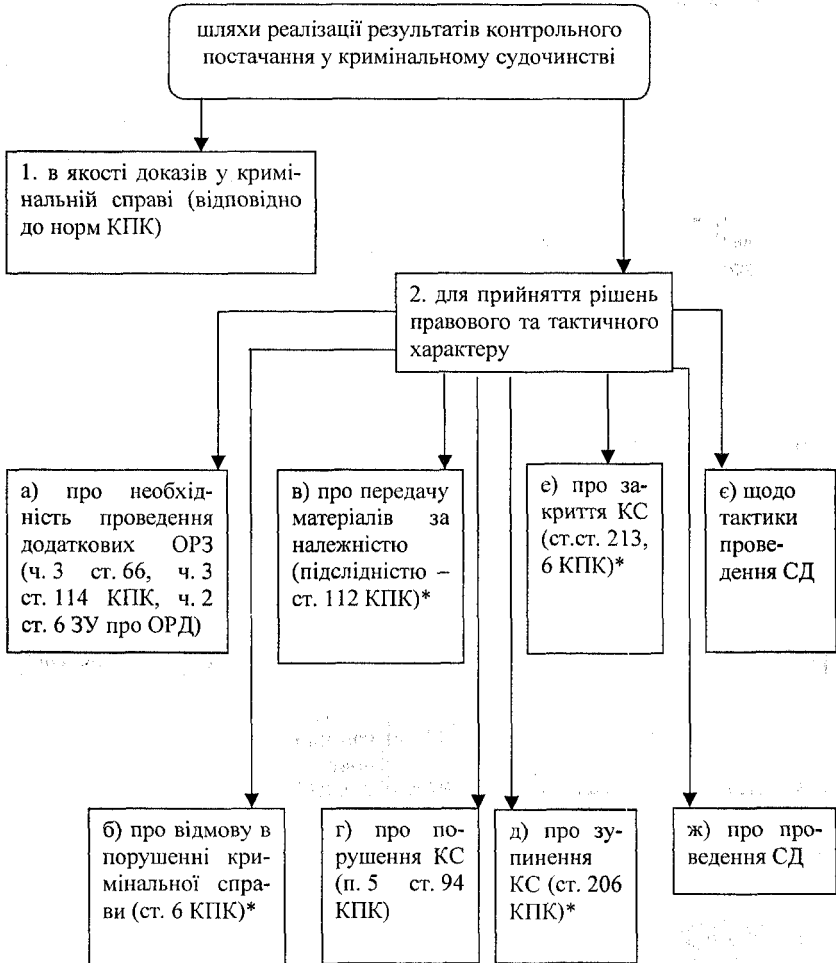 шляхи реалізації результатів контрольного
постачання у кримінальному судочинстві
1. в якості доказів у кримі-
нальній справі (відповідно
до норм КПК)
2. для прийняття рішень
правового та тактичного
характеру
а) про необхід-
ність проведення
додаткових ОРЗ
(ч. 3 ст. 66, ч. 3
ст. 114 КПК, ч. 2
ст. 6 ЗУ про ОРД)
в) про передачу
матеріалів за
належністю
(підслідністю –
ст. 112 КПК)*
е) про за-
криття КС
(ст.ст. 213,
6 КПК)*
є) щодо
тактики
прове-
дення СД
б) про відмову в
порушенні кри-
мінальної спра-
ви (ст. 6 КПК)*
г) про по-
рушення КС
(п. 5 ст. 94
КПК)
д) про зу-
пинення
КС (ст. 206
КПК)*
ж) про про-
ведення СД